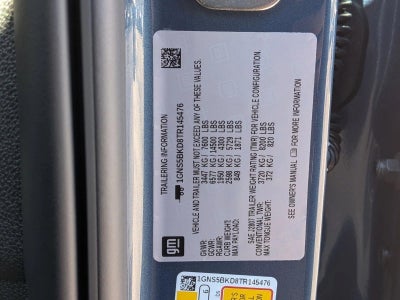 TRAILERING INFORMATION
1GNS5BKD8TR145476
VEHICLE AND TRAILER MUST NOT EXCEED ANY OF THESE VALUES.
GVWR: 3447 KG / 7600 LBS
GCWR: 6577 KG / 14500 LBS
RGAWR: 1950 KG / 4300 LBS
CURB WEIGHT: 2598 KG / 5729 LBS
MAX PAYLOAD: 849 KG / 1871 LBS
SAE J2807 TRAILER WEIGHT RATING (TWR) FOR VEHICLE CONFIGURATION.
CONVENTIONAL TWR: 3720 KG / 8200 LBS
MAX TONGUE WEIGHT: 372 KG / 820 LBS
SEE OWNER'S MANUAL FOR MORE INFORMATION
gm
1GNS5BKD8TR145476